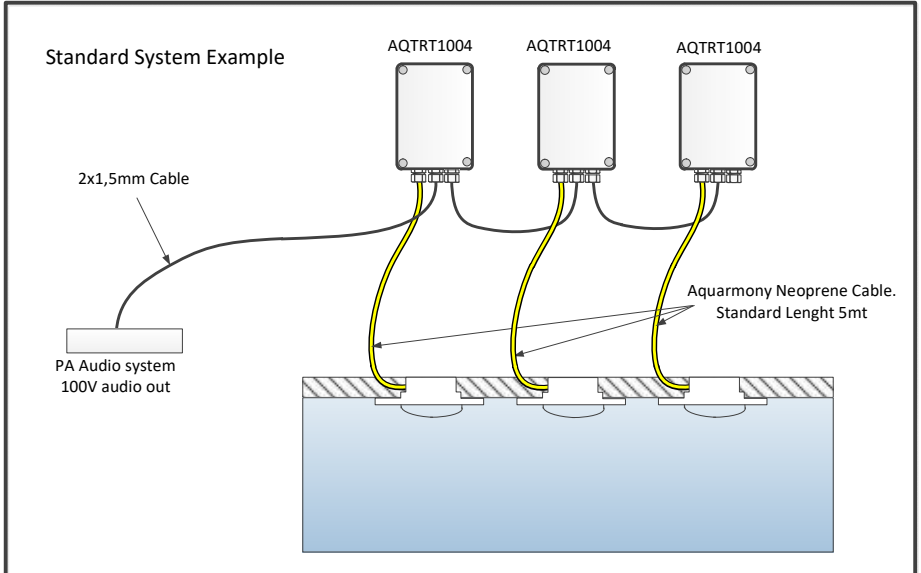 Standard System Example
AQTRT1004
AQTRT1004
AQTRT1004
2x1,5mm Cable
Aquarmony Neoprene Cable.
Standard Lenght 5mt
PA Audio system
100V audio out